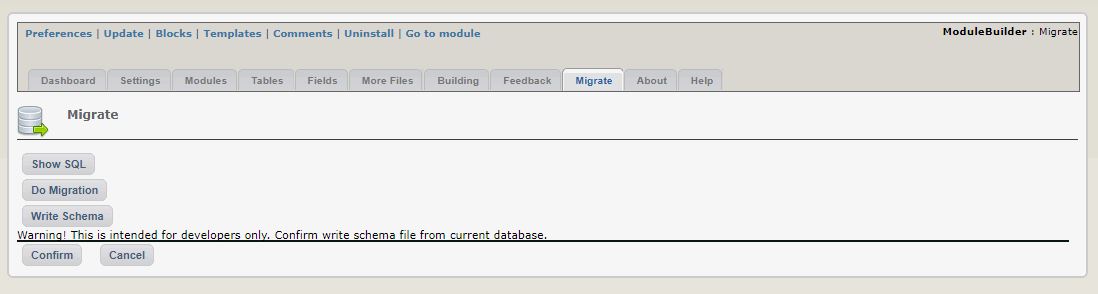 Preferences | Update | Blocks | Templates | Comments | Uninstall | Go to module
ModuleBuilder : Migrate
Dashboard Settings Modules Tables Fields More Files Building Feedback Migrate About Help
Migrate
Show SQL
Do Migration
Write Schema
Warning! This is intended for developers only. Confirm write schema file from current database.
Confirm Cancel